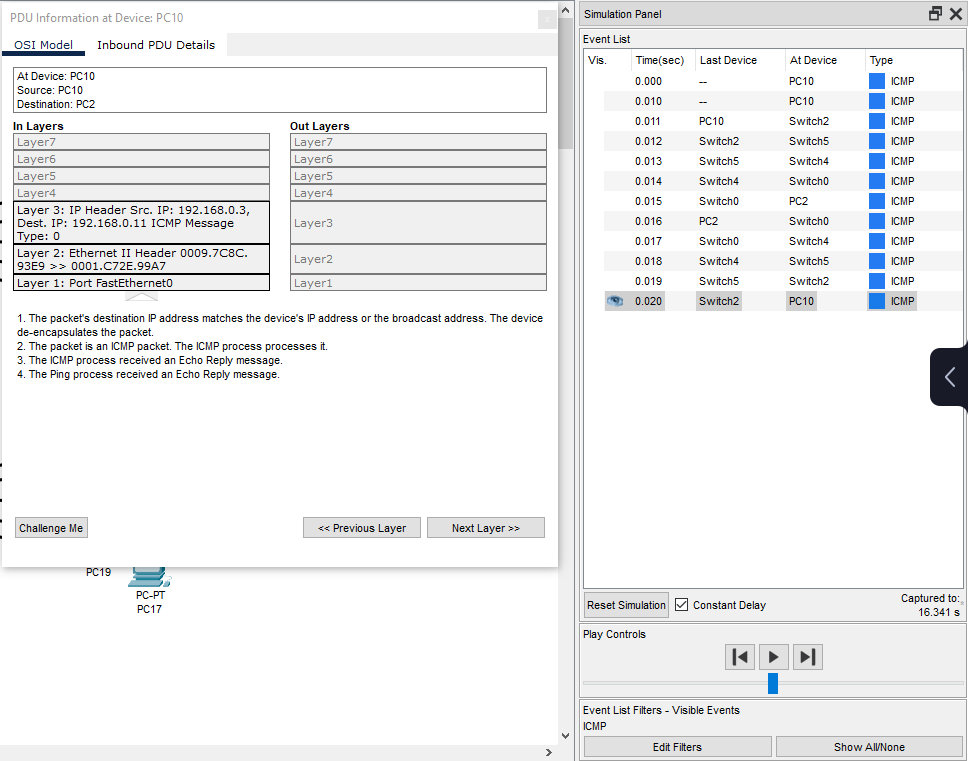 PDU Information at Device: PC10
OSI Model Inbound PDU Details
At Device: PC10
Source: PC10
Destination: PC2
In Layers Out Layers
Layer7 Layer7
Layer6 Layer6
Layer5 Layer5
Layer4 Layer4
Layer 3: IP Header Src. IP: 192.168.0.3,
Dest. IP: 192.168.0.11 ICMP Message
Type: 0
Layer3
Layer 2: Ethernet II Header 0009.7C8C.
93E9 >> 0001.C72E.99A7
Layer2
Layer 1: Port FastEthernet0 Layer1
1. The packet's destination IP address matches the device's IP address or the broadcast address. The device
de-encapsulates the packet.
2. The packet is an ICMP packet. The ICMP process processes it.
3. The ICMP process received an Echo Reply message.
4. The Ping process received an Echo Reply message.
Challenge Me << Previous Layer Next Layer >>
PC19
PC-PT
PC17
Simulation Panel
Event List
Vis. Time(sec) Last Device At Device Type
0.000 -- PC10 ICMP
0.010 -- PC10 ICMP
0.011 PC10 Switch2 ICMP
0.012 Switch2 Switch5 ICMP
0.013 Switch5 Switch4 ICMP
0.014 Switch4 Switch0 ICMP
0.015 Switch0 PC2 ICMP
0.016 PC2 Switch0 ICMP
0.017 Switch0 Switch4 ICMP
0.018 Switch4 Switch5 ICMP
0.019 Switch5 Switch2 ICMP
0.020 Switch2 PC10 ICMP
Reset Simulation Constant Delay
Captured to:
16.341 s
Play Controls
Event List Filters - Visible Events
ICMP
Edit Filters Show All/None